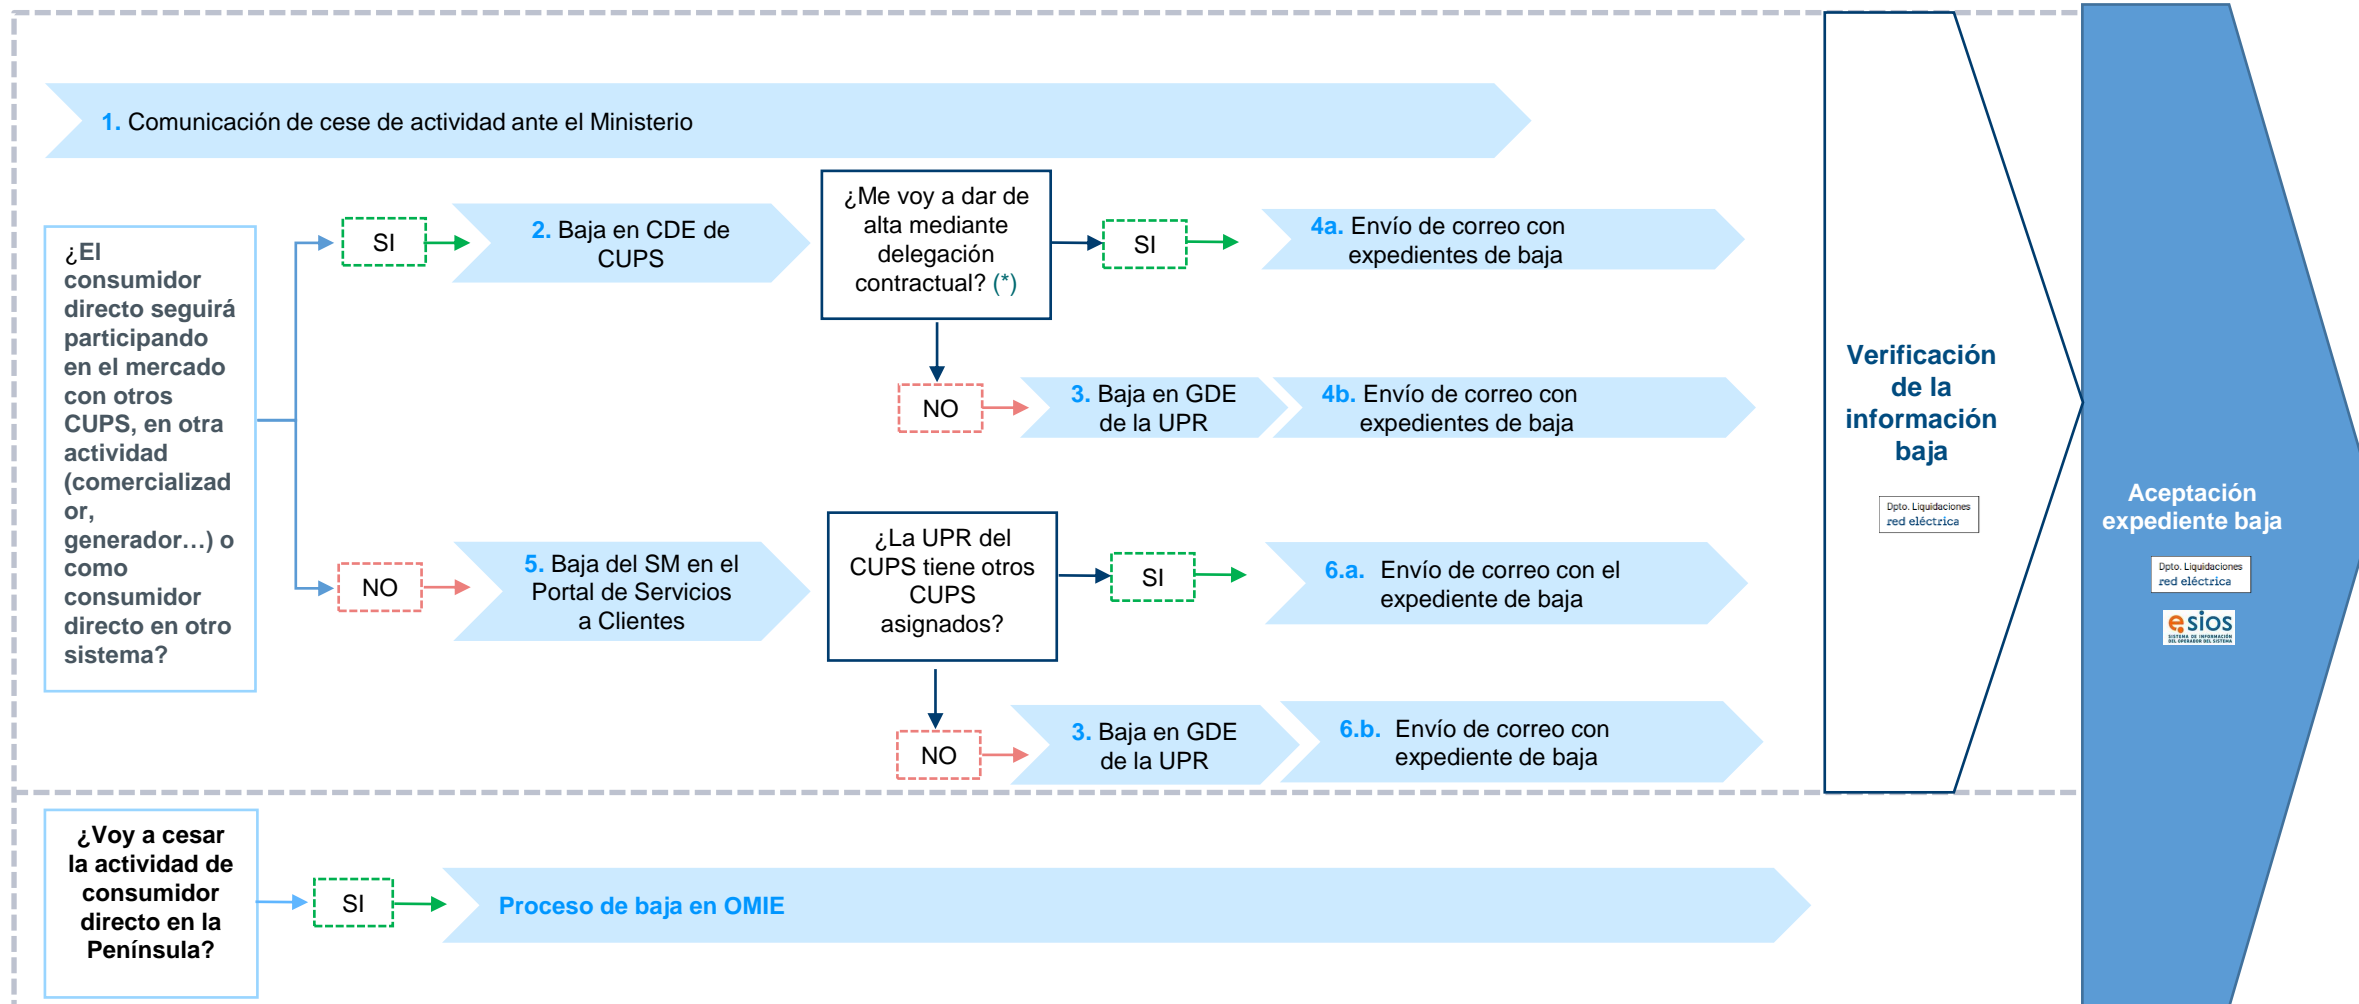 1. Comunicación de cese de actividad ante el Ministerio
¿El
consumidor
directo seguirá
participando
en el mercado
con otros
CUPS, en otra
actividad
(comercializad
or,
generador…) o
como
consumidor
directo en otro
sistema?
SI
2. Baja en CDE de
CUPS
¿Me voy a dar de
alta mediante
delegación
contractual? (*)
SI
4a. Envío de correo con
expedientes de baja
NO
3. Baja en GDE
de la UPR
4b. Envío de correo con
expedientes de baja
NO
5. Baja del SM en el
Portal de Servicios
a Clientes
¿La UPR del
CUPS tiene otros
CUPS
asignados?
SI
6.a. Envío de correo con el
expediente de baja
NO
3. Baja en GDE
de la UPR
6.b. Envío de correo con
expediente de baja
Verificación
de la
información
baja
Dpto. Liquidaciones
red eléctrica
Aceptación
expediente baja
Dpto. Liquidaciones
red eléctrica
esios
SISTEMA DE INFORMACIÓN
DEL OPERADOR DEL SISTEMA
¿Voy a cesar
la actividad de
consumidor
directo en la
Península?
SI
Proceso de baja en OMIE